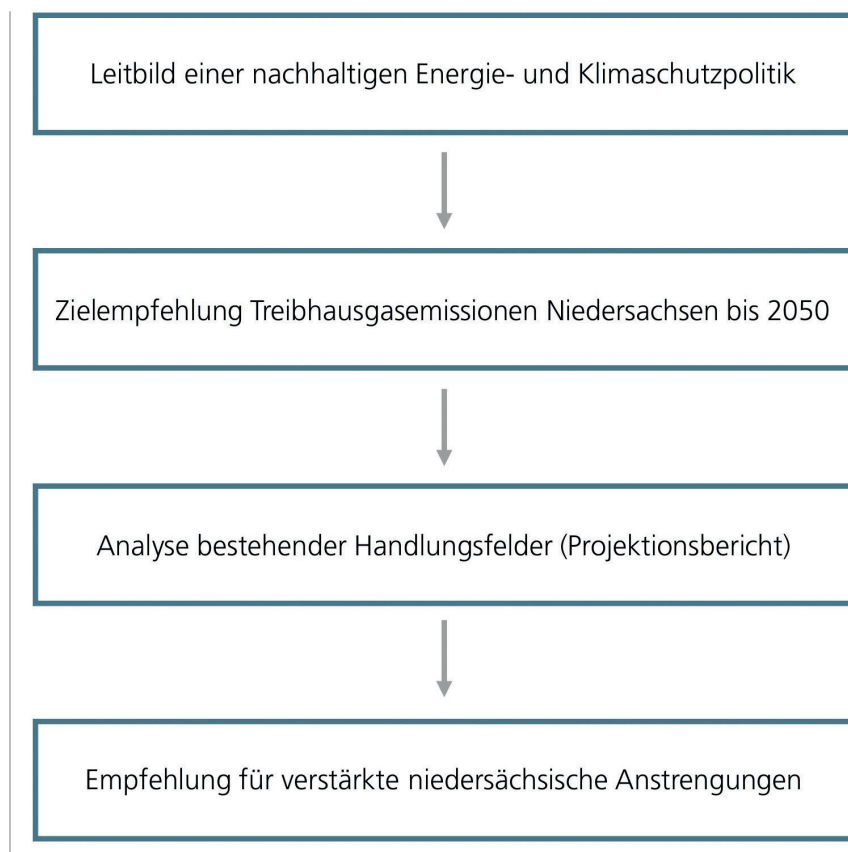 Leitbild einer nachhaltigen Energie- und Klimaschutzpolitik
Zielempfehlung Treibhausgasemissionen Niedersachsen bis 2050
Analyse bestehender Handlungsfelder (Projektionsbericht)
Empfehlung für verstärkte niedersächsische Anstrengungen